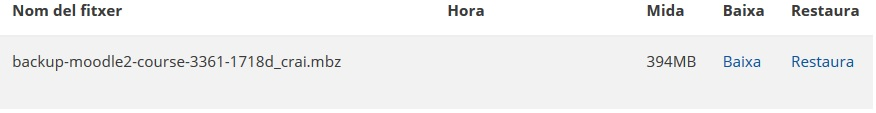 Nom del fitxer Hora Mida Baixa Restaura
backup-moodle2-course-3361-1718d_crai.mbz 394MB Baixa Restaura